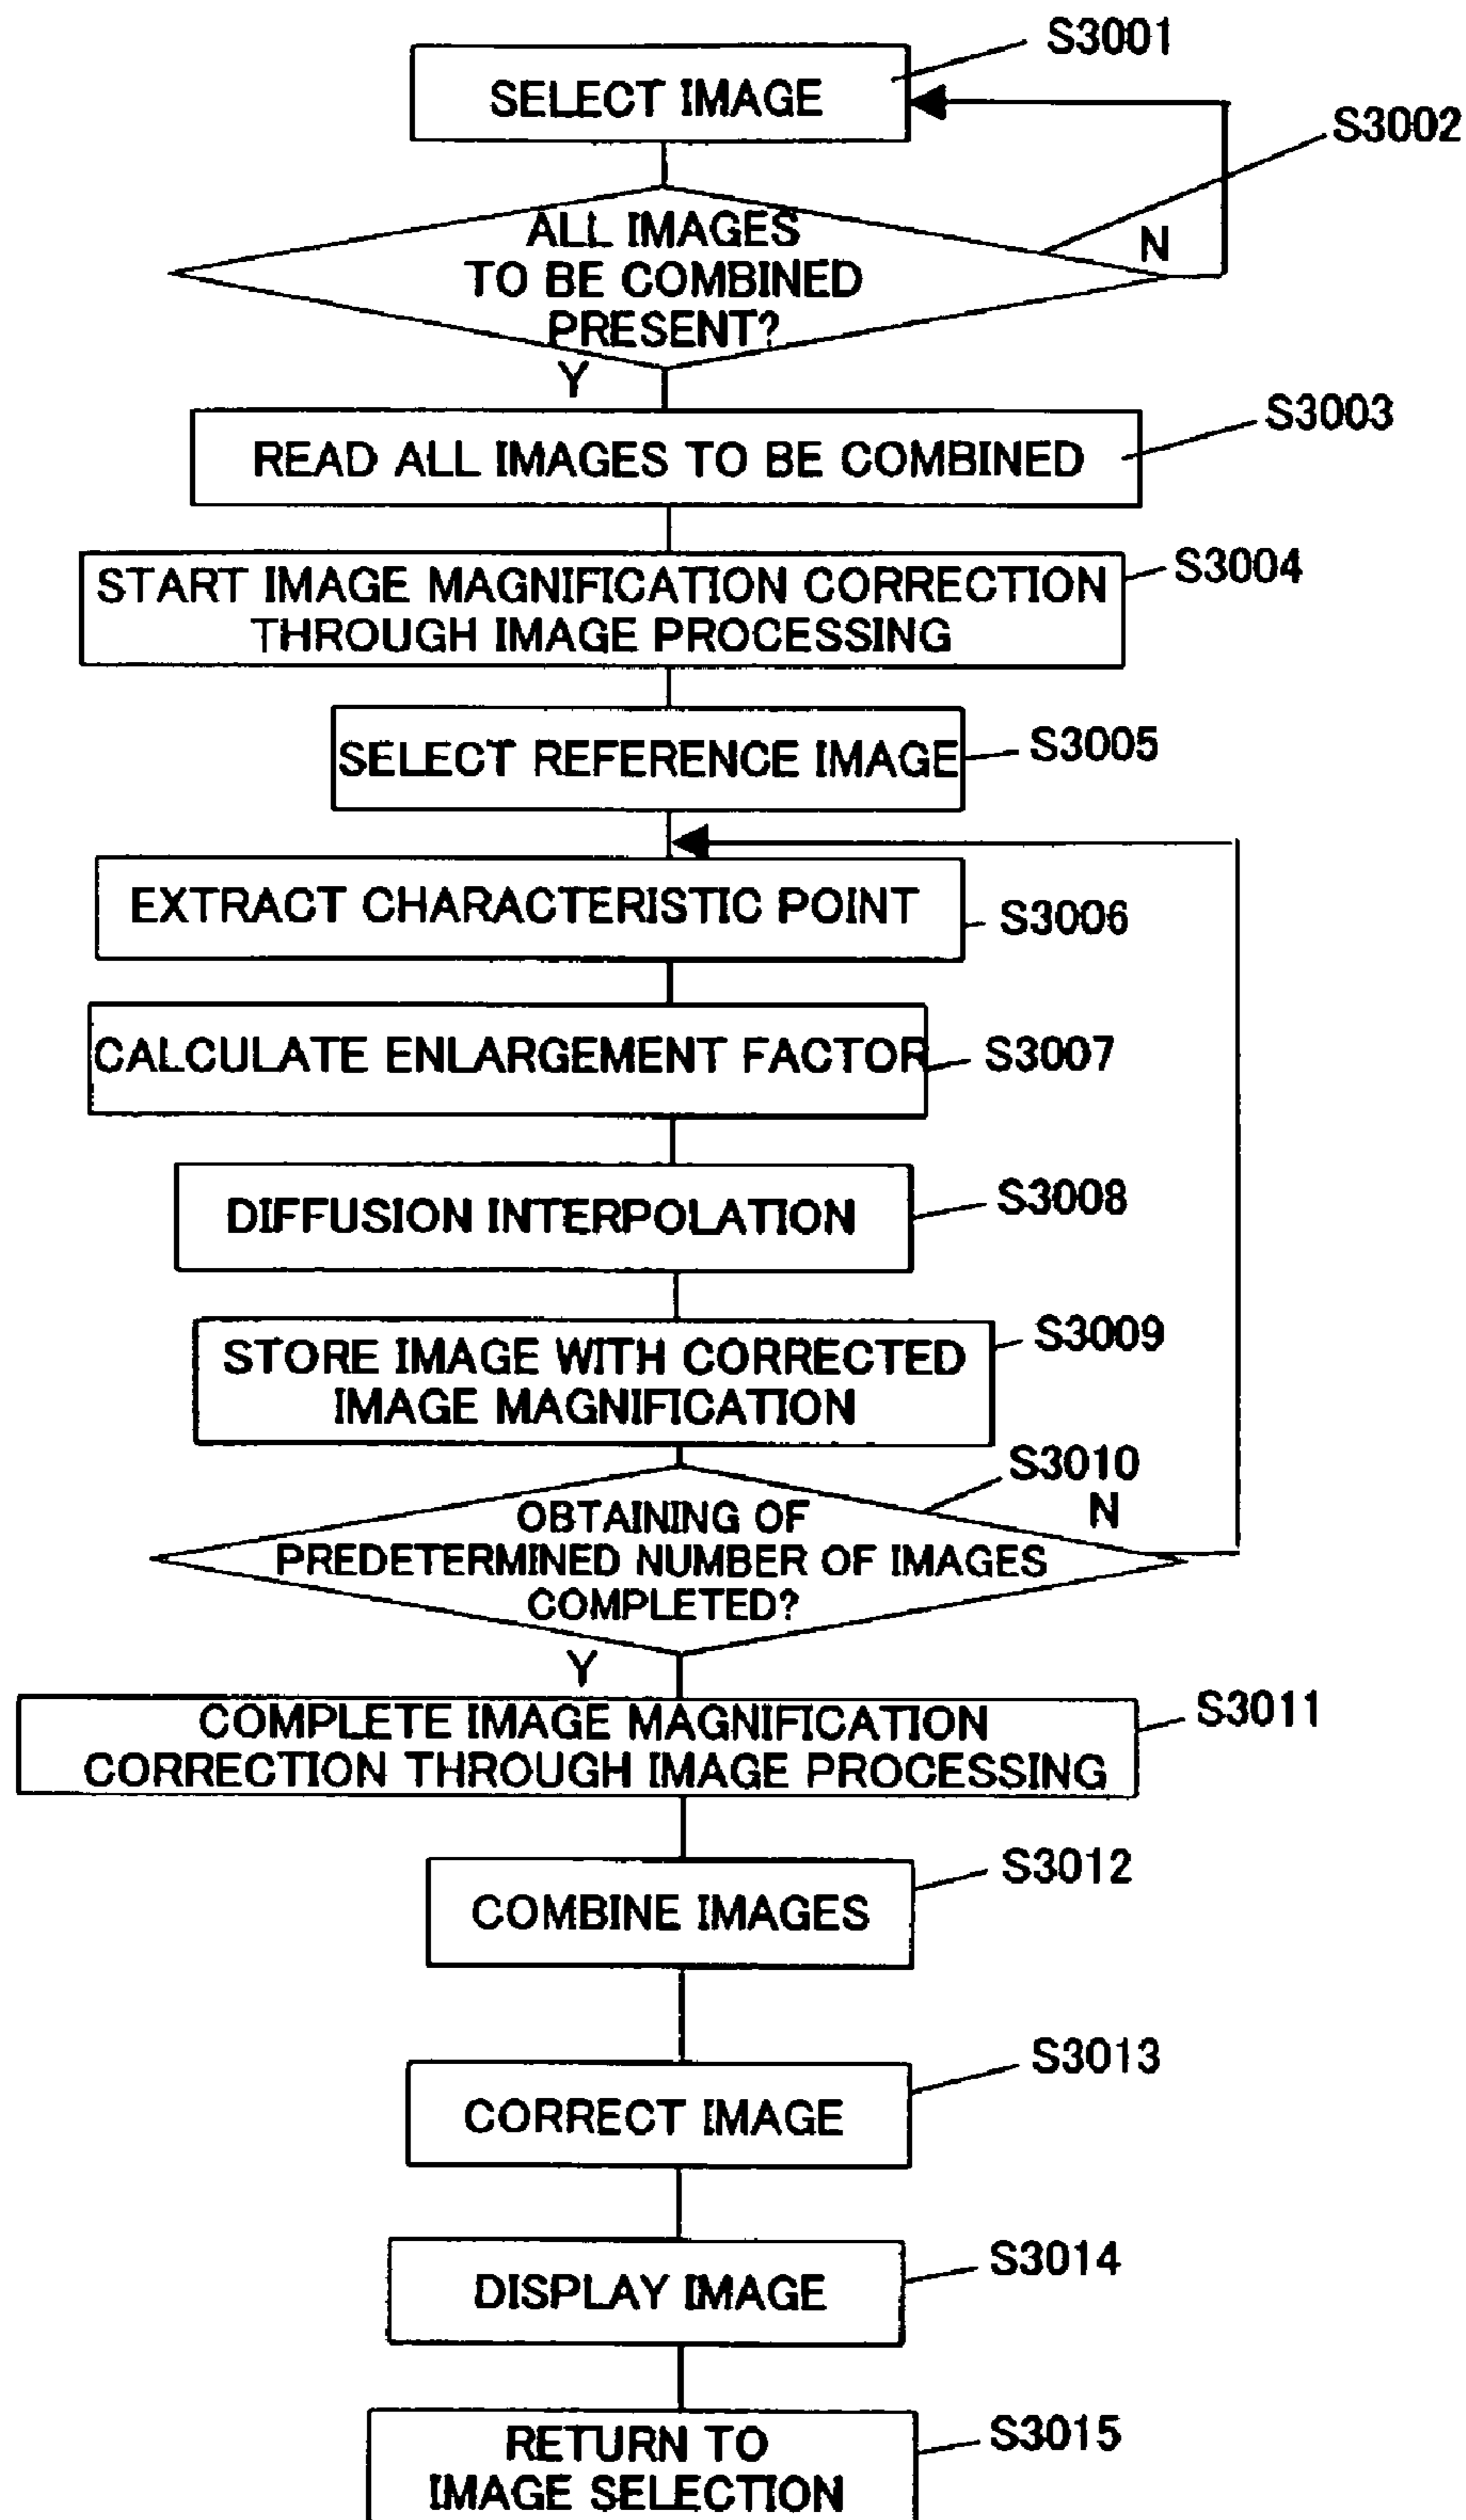 S3001
SELECT IMAGE
S3002
ALL IMAGES
TO BE COMBINED
PRESENT?
N
Y
S3003
READ ALL IMAGES TO BE COMBINED
S3004
START IMAGE MAGNIFICATION CORRECTION
THROUGH IMAGE PROCESSING
S3005
SELECT REFERENCE IMAGE
EXTRACT CHARACTERISTIC POINT
S3006
CALCULATE ENLARGEMENT FACTOR
S3007
DIFFUSION INTERPOLATION
S3008
S3009
STORE IMAGE WITH CORRECTED
IMAGE MAGNIFICATION
S3010
N
OBTAINING OF
PREDETERMINED NUMBER OF IMAGES
COMPLETED?
Y
S3011
COMPLETE IMAGE MAGNIFICATION
CORRECTION THROUGH IMAGE PROCESSING
S3012
COMBINE IMAGES
S3013
CORRECT IMAGE
S3014
DISPLAY IMAGE
S3015
RETURN TO
IMAGE SELECTION